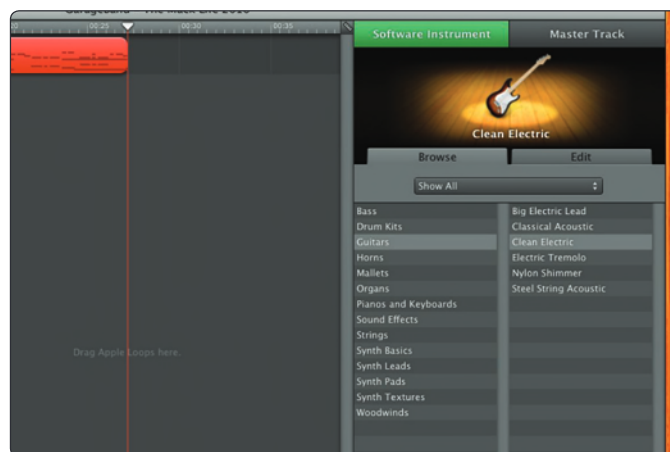 00:25 00:30 00:35
Software Instrument Master Track
Clean Electric
Browse Edit
Show All
Bass Big Electric Lead
Drum Kits Classical Acoustic
Guitars Clean Electric
Horns Electric Tremolo
Mallets Nylon Shimmer
Organs Steel String Acoustic
Pianos and Keyboards
Sound Effects
Strings
Drag Apple Loops here.
Synth Basics
Synth Leads
Synth Pads
Synth Textures
Woodwinds